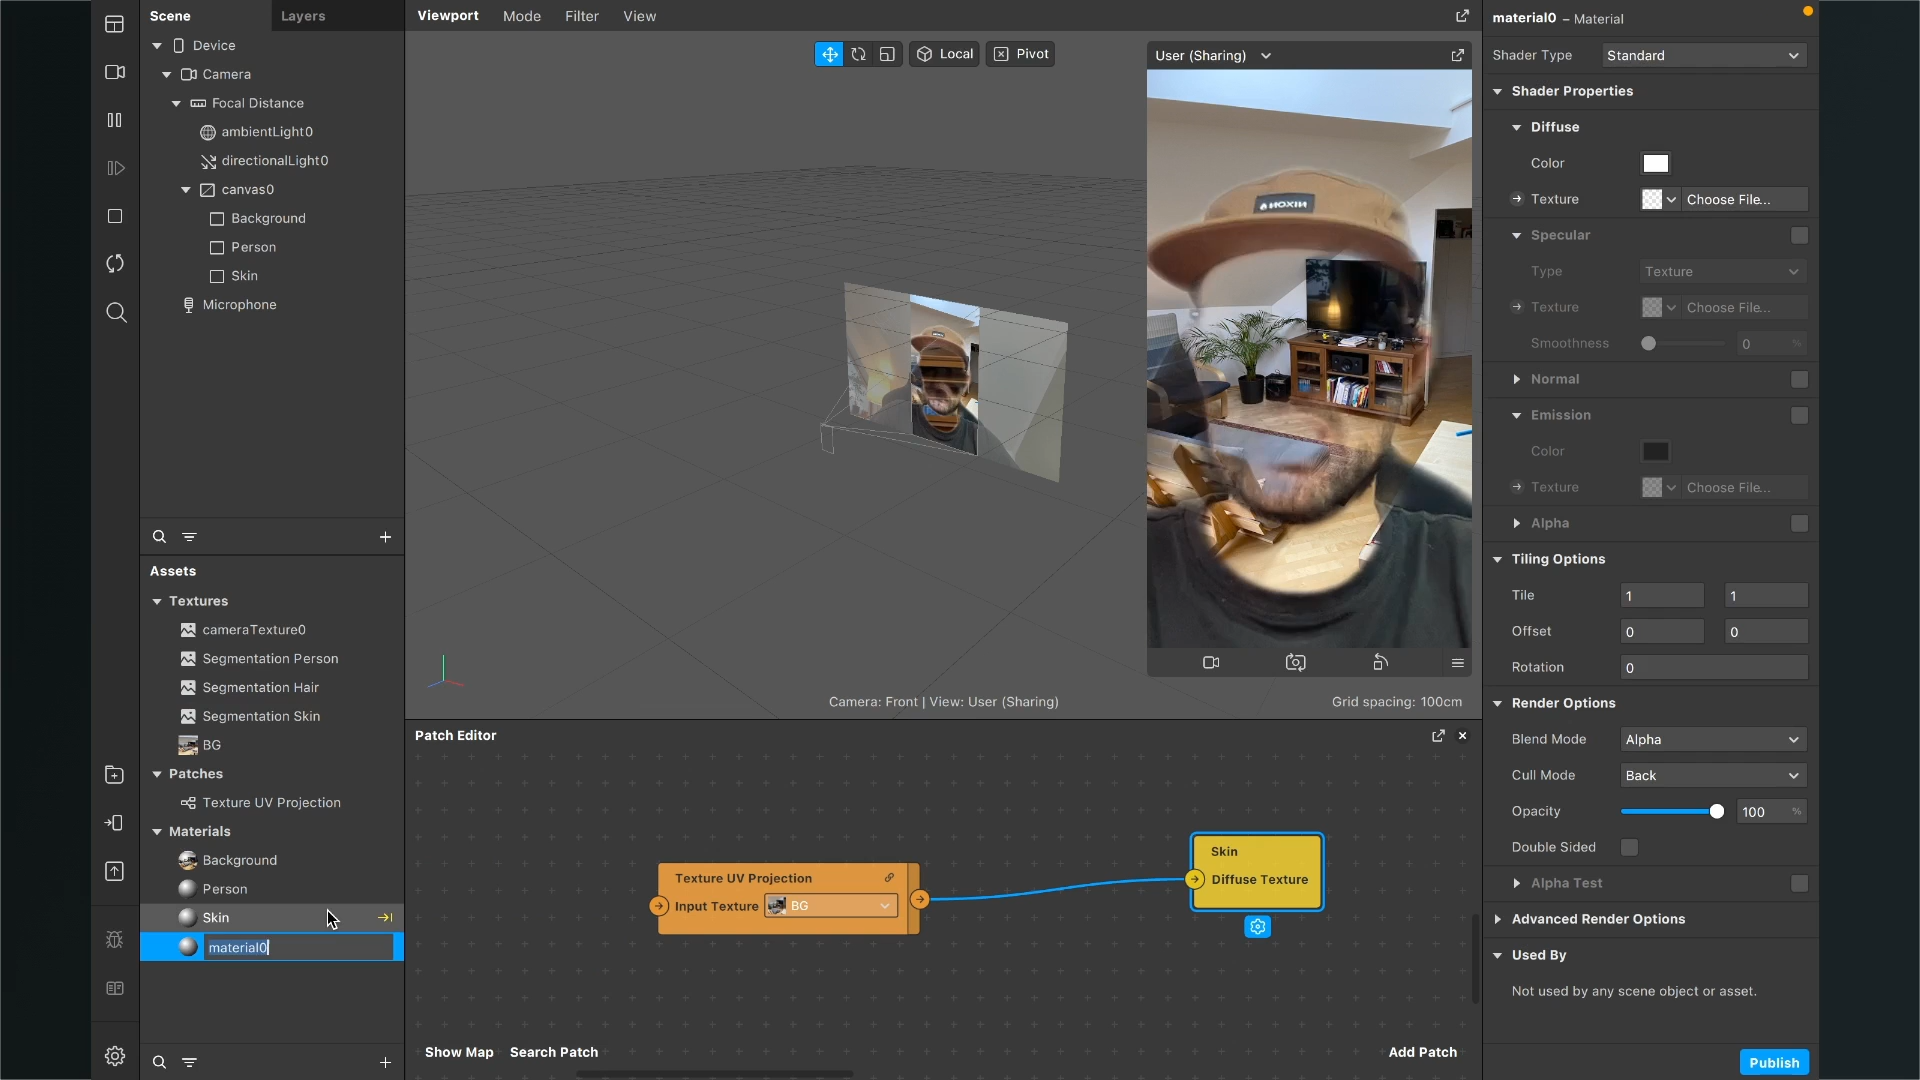 Scene
Layers
Device
Camera
Focal Distance
ambientLight0
directionalLight0
canvas0
Background
Person
Skin
Microphone
Assets
Textures
cameraTexture0
Segmentation Person
Segmentation Hair
Segmentation Skin
BG
Patches
Texture UV Projection
Materials
Background
Person
Skin
material0
Viewport
Mode
Filter
View
Local
Pivot
User (Sharing)
Camera: Front | View: User (Sharing)
Grid spacing: 100cm
Patch Editor
Texture UV Projection
Input Texture
BG
Skin
Diffuse Texture
Show Map
Search Patch
Add Patch
material0 – Material
Shader Type
Standard
Shader Properties
Diffuse
Color
Texture
Choose File...
Specular
Type
Texture
Texture
Choose File...
Smoothness
0
%
Normal
Emission
Color
Texture
Choose File...
Alpha
Tiling Options
Tile
1
1
Offset
0
0
Rotation
0
Render Options
Blend Mode
Alpha
Cull Mode
Back
Opacity
100
%
Double Sided
Alpha Test
Advanced Render Options
Used By
Not used by any scene object or asset.
Publish